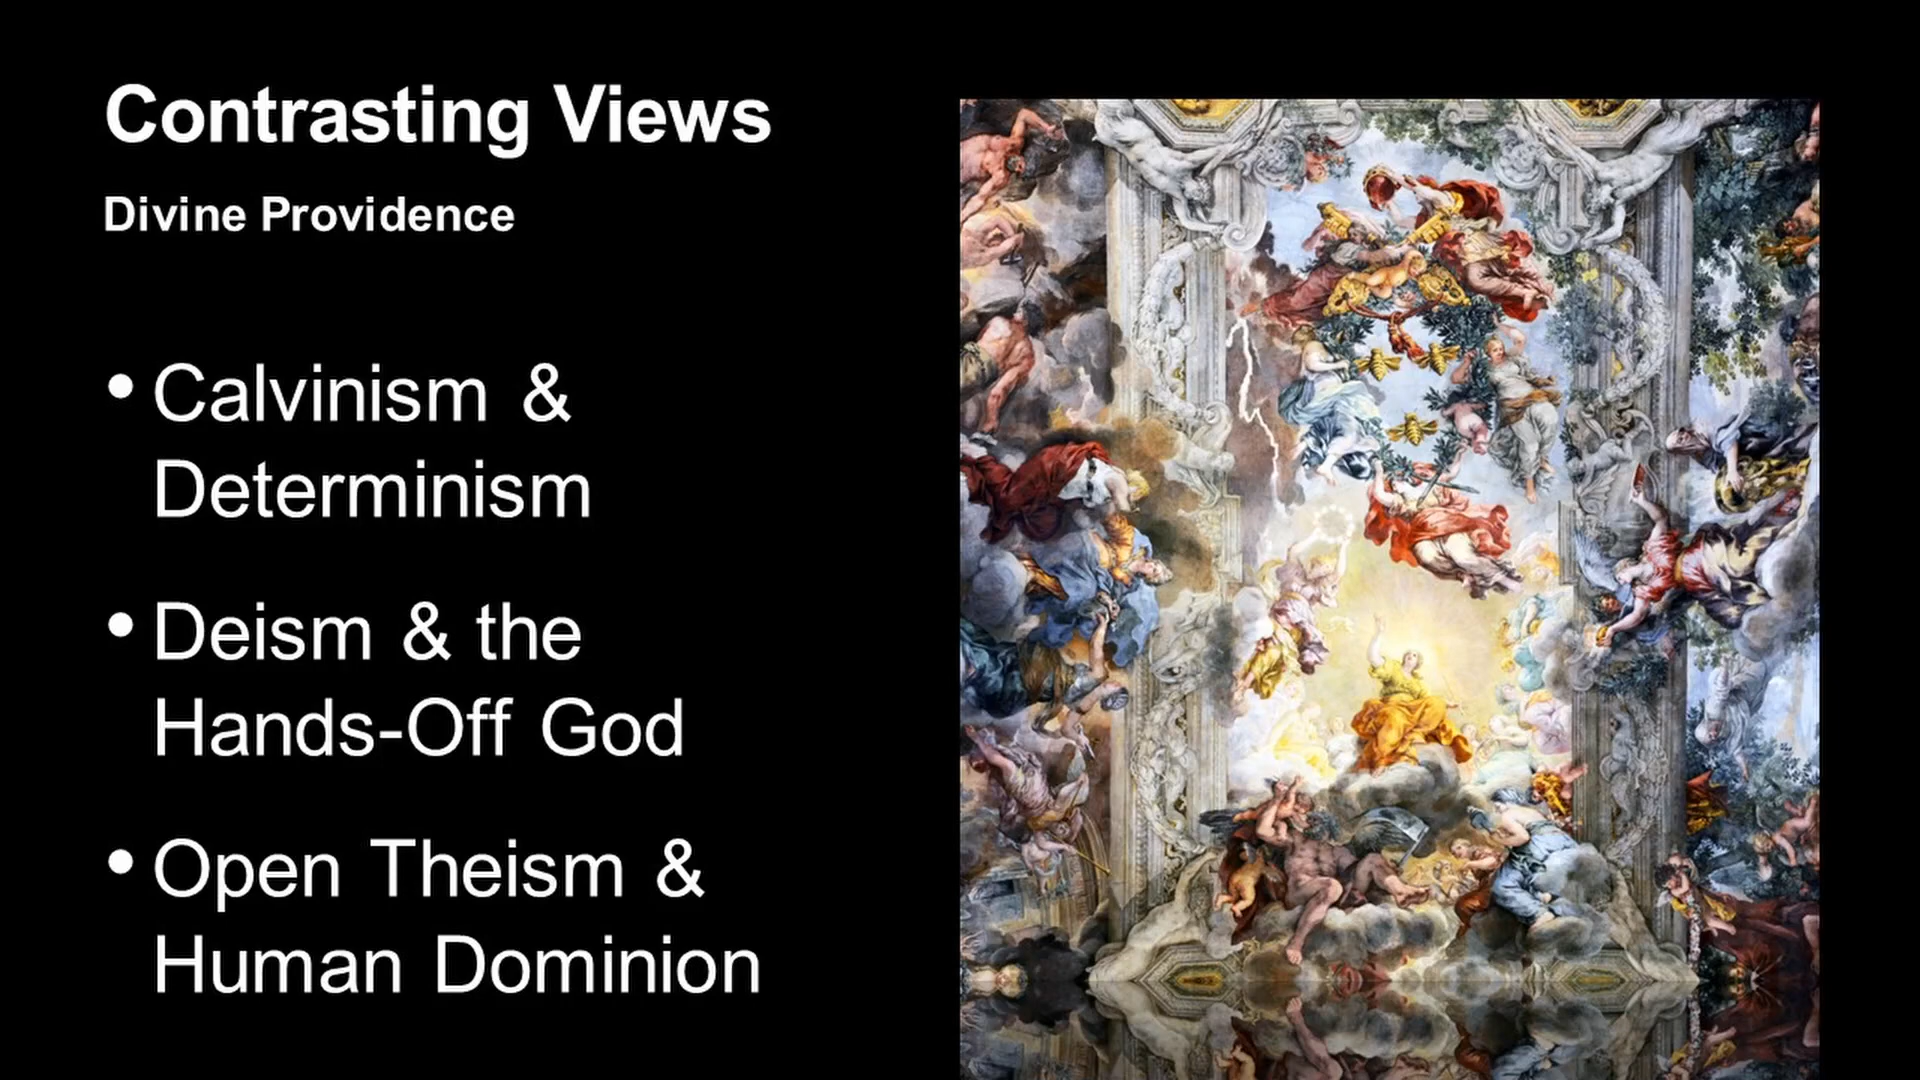 Contrasting Views
Divine Providence
• Calvinism &
Determinism
• Deism & the
Hands-Off God
• Open Theism &
Human Dominion